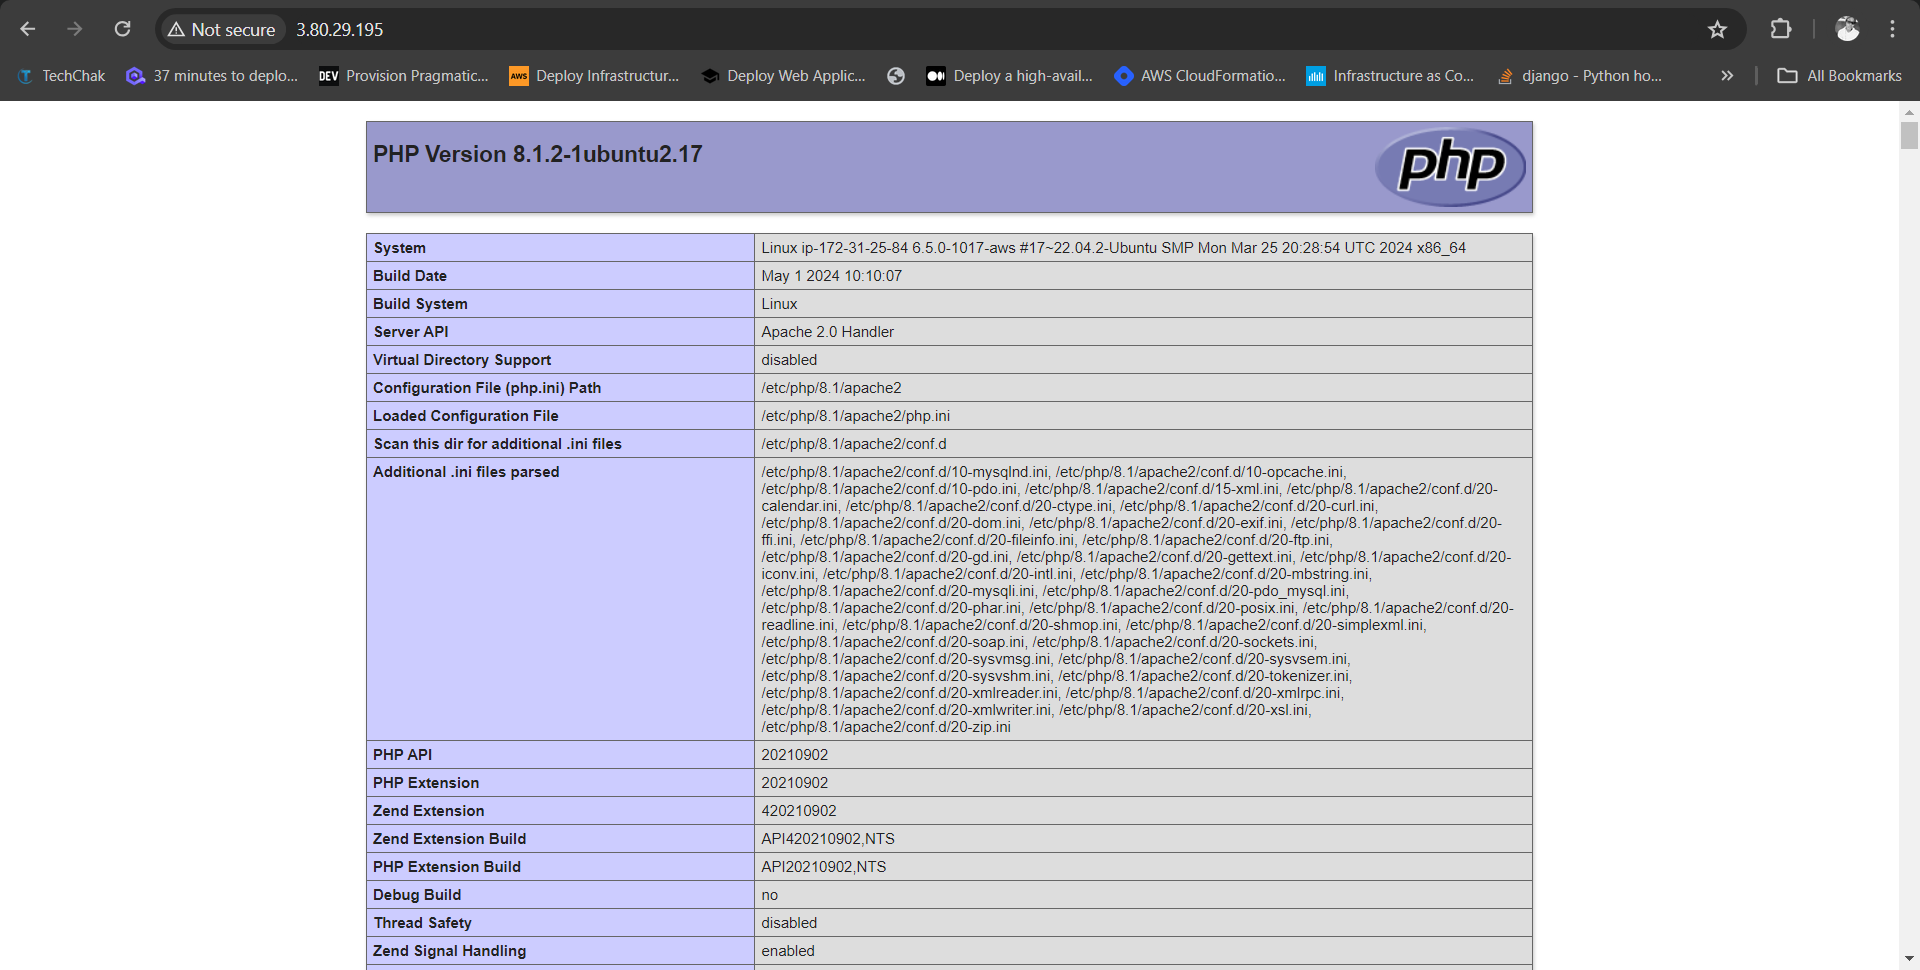 Not secure 3.80.29.195
TechChak 37 minutes to deplo... DEV Provision Pragmatic... aws Deploy Infrastructur... Deploy Web Applic... Deploy a high-avail... AWS CloudFormatio... Infrastructure as Co... django - Python ho... » All Bookmarks
PHP Version 8.1.2-1ubuntu2.17
php
System Linux ip-172-31-25-84 6.5.0-1017-aws #17~22.04.2-Ubuntu SMP Mon Mar 25 20:28:54 UTC 2024 x86_64
Build Date May 1 2024 10:10:07
Build System Linux
Server API Apache 2.0 Handler
Virtual Directory Support disabled
Configuration File (php.ini) Path /etc/php/8.1/apache2
Loaded Configuration File /etc/php/8.1/apache2/php.ini
Scan this dir for additional .ini files /etc/php/8.1/apache2/conf.d
Additional .ini files parsed /etc/php/8.1/apache2/conf.d/10-mysqlnd.ini, /etc/php/8.1/apache2/conf.d/10-opcache.ini,
/etc/php/8.1/apache2/conf.d/10-pdo.ini, /etc/php/8.1/apache2/conf.d/15-xml.ini, /etc/php/8.1/apache2/conf.d/20-
calendar.ini, /etc/php/8.1/apache2/conf.d/20-ctype.ini, /etc/php/8.1/apache2/conf.d/20-curl.ini,
/etc/php/8.1/apache2/conf.d/20-dom.ini, /etc/php/8.1/apache2/conf.d/20-exif.ini, /etc/php/8.1/apache2/conf.d/20-
ffi.ini, /etc/php/8.1/apache2/conf.d/20-fileinfo.ini, /etc/php/8.1/apache2/conf.d/20-ftp.ini,
/etc/php/8.1/apache2/conf.d/20-gd.ini, /etc/php/8.1/apache2/conf.d/20-gettext.ini, /etc/php/8.1/apache2/conf.d/20-
iconv.ini, /etc/php/8.1/apache2/conf.d/20-intl.ini, /etc/php/8.1/apache2/conf.d/20-mbstring.ini,
/etc/php/8.1/apache2/conf.d/20-mysqli.ini, /etc/php/8.1/apache2/conf.d/20-pdo_mysql.ini,
/etc/php/8.1/apache2/conf.d/20-phar.ini, /etc/php/8.1/apache2/conf.d/20-posix.ini, /etc/php/8.1/apache2/conf.d/20-
readline.ini, /etc/php/8.1/apache2/conf.d/20-shmop.ini, /etc/php/8.1/apache2/conf.d/20-simplexml.ini,
/etc/php/8.1/apache2/conf.d/20-soap.ini, /etc/php/8.1/apache2/conf.d/20-sockets.ini,
/etc/php/8.1/apache2/conf.d/20-sysvmsg.ini, /etc/php/8.1/apache2/conf.d/20-sysvsem.ini,
/etc/php/8.1/apache2/conf.d/20-sysvshm.ini, /etc/php/8.1/apache2/conf.d/20-tokenizer.ini,
/etc/php/8.1/apache2/conf.d/20-xmlreader.ini, /etc/php/8.1/apache2/conf.d/20-xmlrpc.ini,
/etc/php/8.1/apache2/conf.d/20-xmlwriter.ini, /etc/php/8.1/apache2/conf.d/20-xsl.ini,
/etc/php/8.1/apache2/conf.d/20-zip.ini
PHP API 20210902
PHP Extension 20210902
Zend Extension 420210902
Zend Extension Build API420210902,NTS
PHP Extension Build API20210902,NTS
Debug Build no
Thread Safety disabled
Zend Signal Handling enabled